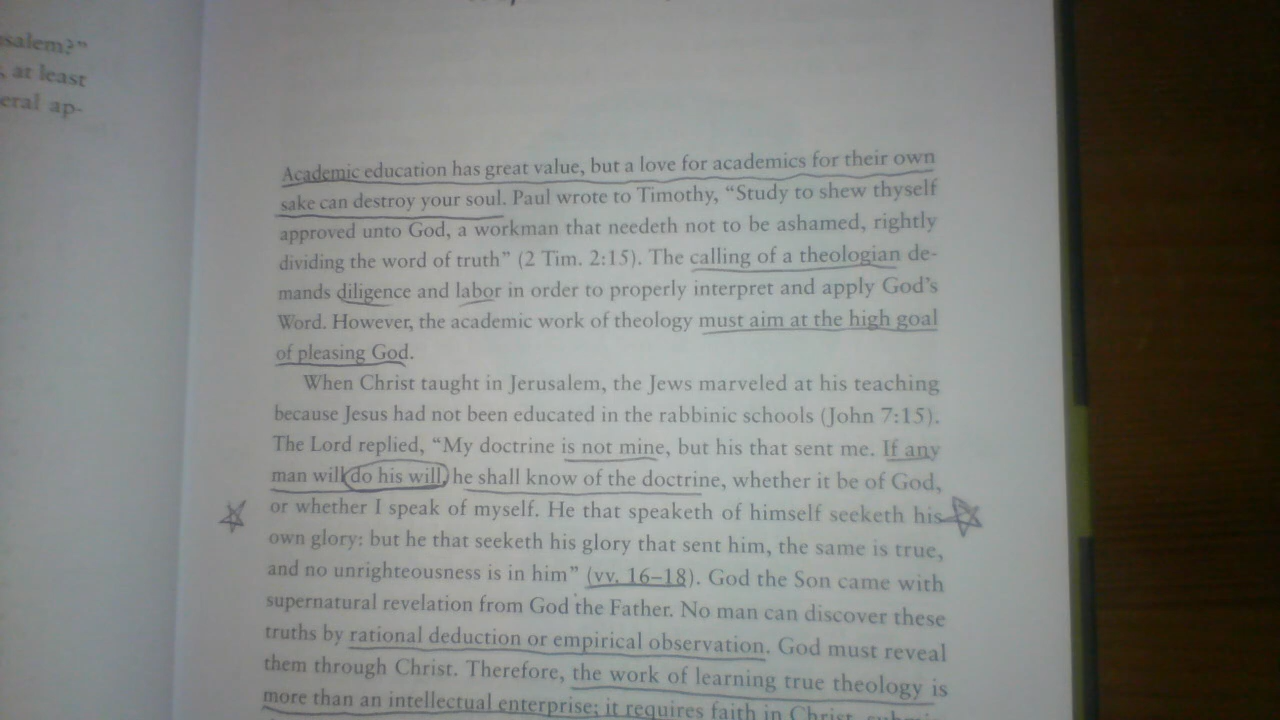 salem?"
, at least
eral ap-
Academic education has great value, but a love for academics for their own
sake can destroy your soul. Paul wrote to Timothy, “Study to shew thyself
approved unto God, a workman that needeth not to be ashamed, rightly
dividing the word of truth” (2 Tim. 2:15). The calling of a theologian de-
mands diligence and labor in order to properly interpret and apply God’s
Word. However, the academic work of theology must aim at the high goal
of pleasing God.
When Christ taught in Jerusalem, the Jews marveled at his teaching
because Jesus had not been educated in the rabbinic schools (John 7:15).
The Lord replied, “My doctrine is not mine, but his that sent me. If any
man will do his will, he shall know of the doctrine, whether it be of God,
or whether I speak of myself. He that speaketh of himself seeketh his
own glory: but he that seeketh his glory that sent him, the same is true,
and no unrighteousness is in him” (vv. 16–18). God the Son came with
supernatural revelation from God the Father. No man can discover these
truths by rational deduction or empirical observation. God must reveal
them through Christ. Therefore, the work of learning true theology is
more than an intellectual enterprise; it requires faith in Christ,